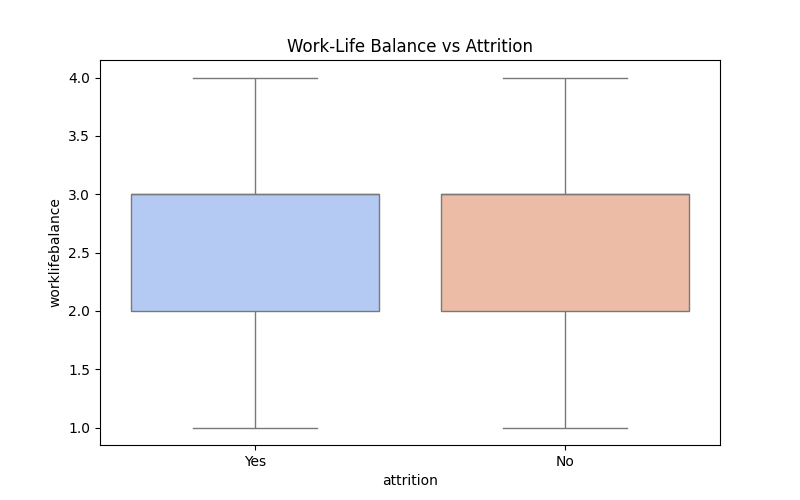 Work-Life Balance vs Attrition
4.0
3.5
3.0
2.5
2.0
1.5
1.0
worklifebalance
Yes
No
attrition